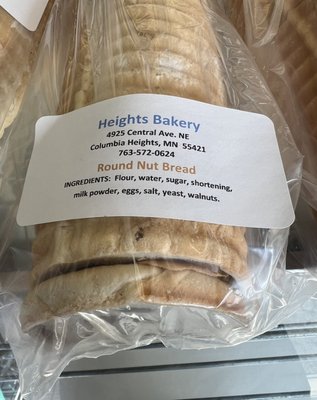 Heights Bakery
4925 Central Ave. NE
Columbia Heights, MN 55421
763-572-0624
Round Nut Bread
INGREDIENTS: Flour, water, sugar, shortening,
milk powder, eggs, salt, yeast, walnuts.